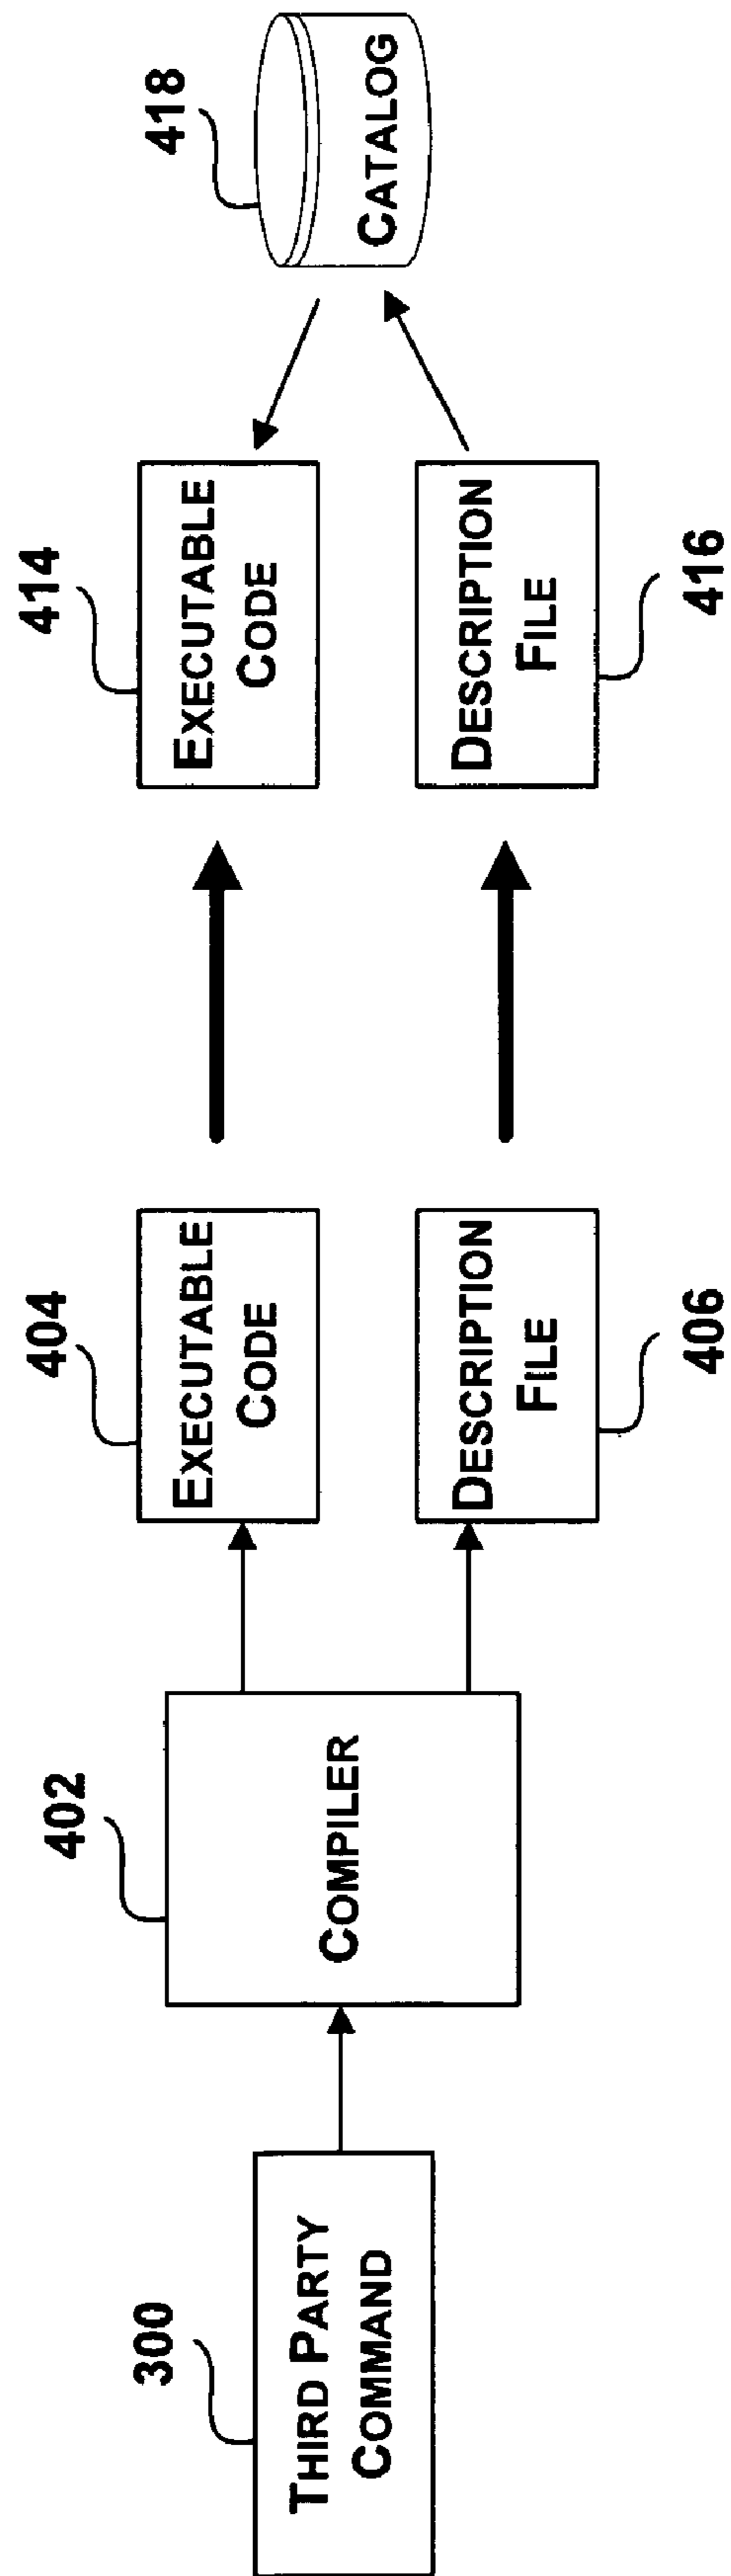 300
THIRD PARTY
COMMAND
402
COMPILER
404
EXECUTABLE
CODE
DESCRIPTION
FILE
406
414
EXECUTABLE
CODE
DESCRIPTION
FILE
416
418
CATALOG